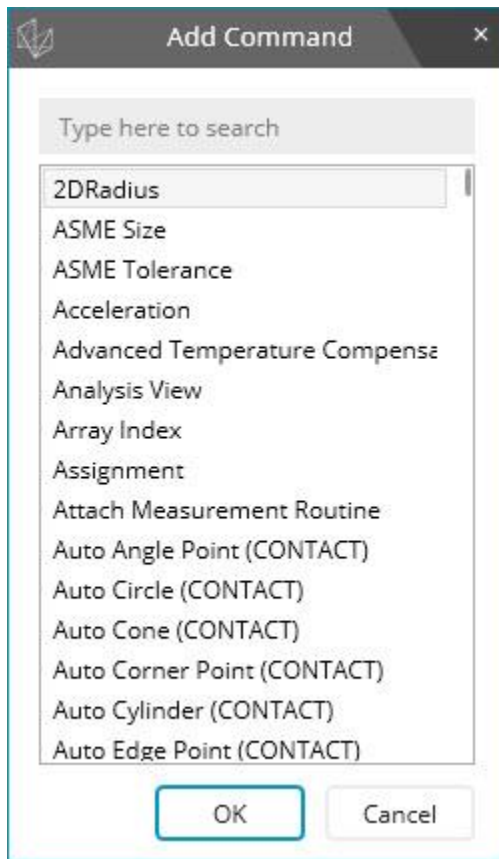 Add Command
×
Type here to search
2DRadius
ASME Size
ASME Tolerance
Acceleration
Advanced Temperature Compensa
Analysis View
Array Index
Assignment
Attach Measurement Routine
Auto Angle Point (CONTACT)
Auto Circle (CONTACT)
Auto Cone (CONTACT)
Auto Corner Point (CONTACT)
Auto Cylinder (CONTACT)
Auto Edge Point (CONTACT)
OK Cancel